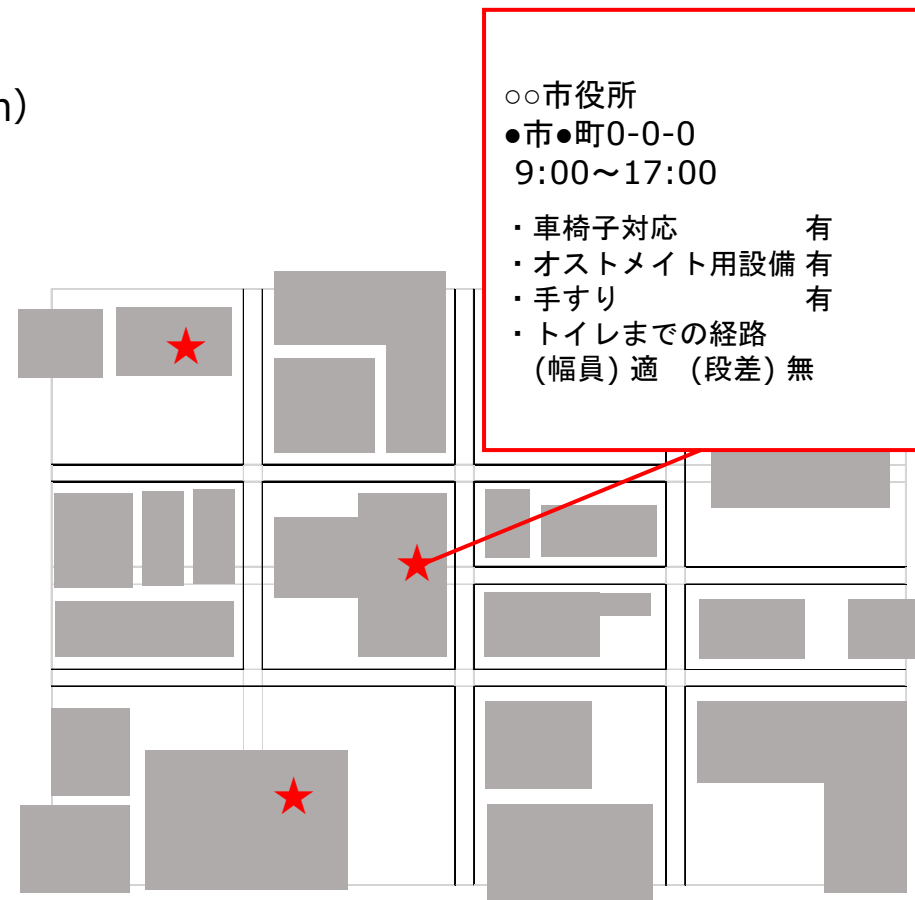 n)
○○市役所
●市●町0-0-0
9:00～17:00
・車椅子対応 有
・オストメイト用設備 有
・手すり 有
・トイレまでの経路
(幅員) 適 (段差) 無